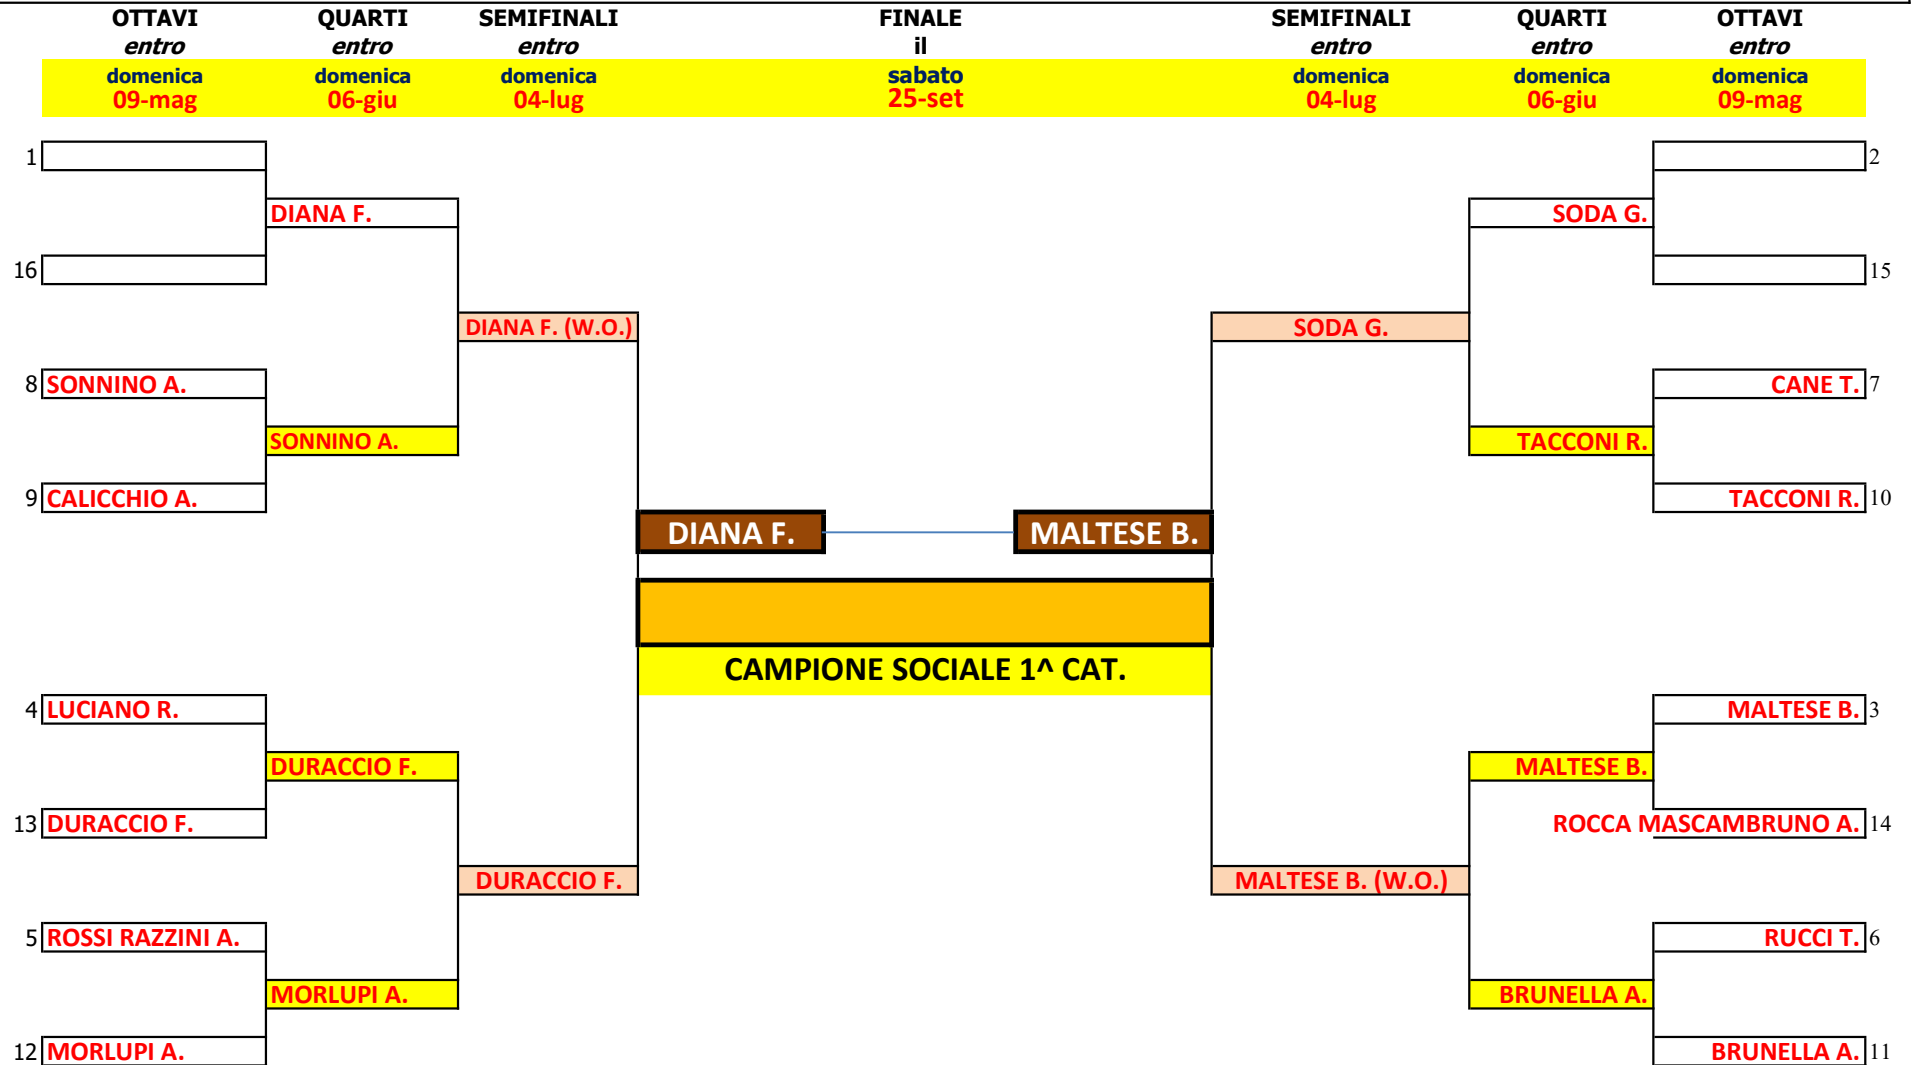 OTTAVI QUARTI SEMIFINALI FINALE SEMIFINALI QUARTI OTTAVI
entro entro entro il entro entro entro
domenica domenica domenica sabato domenica domenica domenica
09-mag 06-giu 04-lug 25-set 04-lug 06-giu 09-mag
1 2
DIANA F. SODA G.
16 15
DIANA F. (W.O.) SODA G.
8 SONNINO A. CANE T. 7
SONNINO A. TACCONI R.
9 CALICCHIO A. TACCONI R. 10
DIANA F. MALTESE B.
CAMPIONE SOCIALE 1^ CAT.
4 LUCIANO R. MALTESE B. 3
DURACCIO F. MALTESE B.
13 DURACCIO F. ROCCA MASCAMBRUNO A. 14
DURACCIO F. MALTESE B. (W.O.)
5 ROSSI RAZZINI A. RUCCI T. 6
MORLUPI A. BRUNELLA A.
12 MORLUPI A. BRUNELLA A. 11